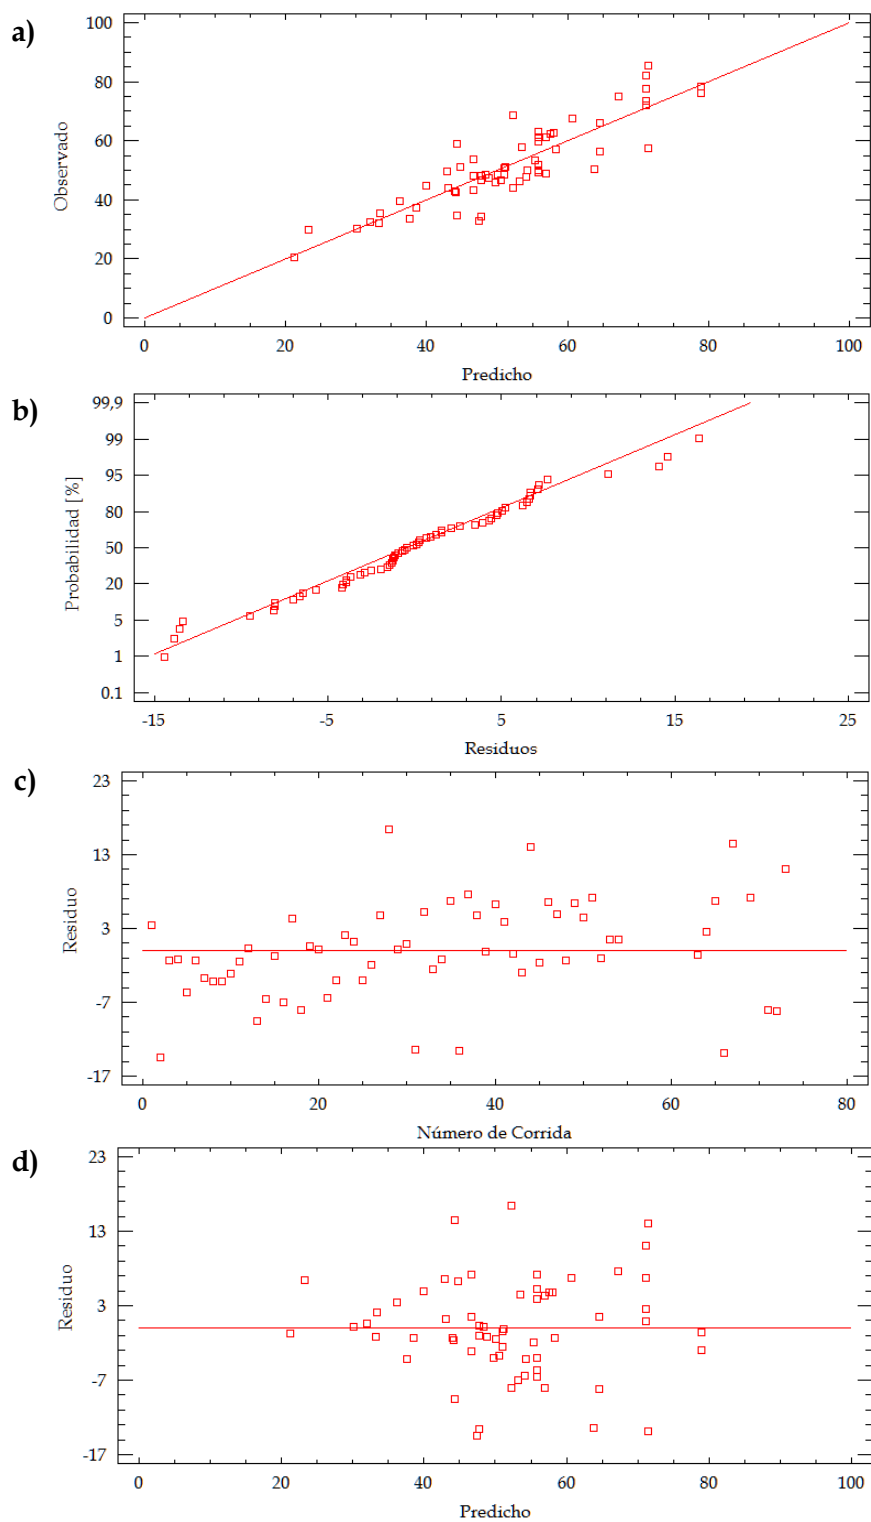 a)
100
80
60
40
20
0
Observado
0 20 40 60 80 100
Predicho
b)
99,9
99
95
80
50
20
5
1
0.1
Probabilidad [%]
-15 -5 5 15 25
Residuos
c)
23
13
3
-7
-17
Residuo
0 20 40 60 80
Número de Corrida
d)
23
13
3
-7
-17
Residuo
0 20 40 60 80 100
Predicho